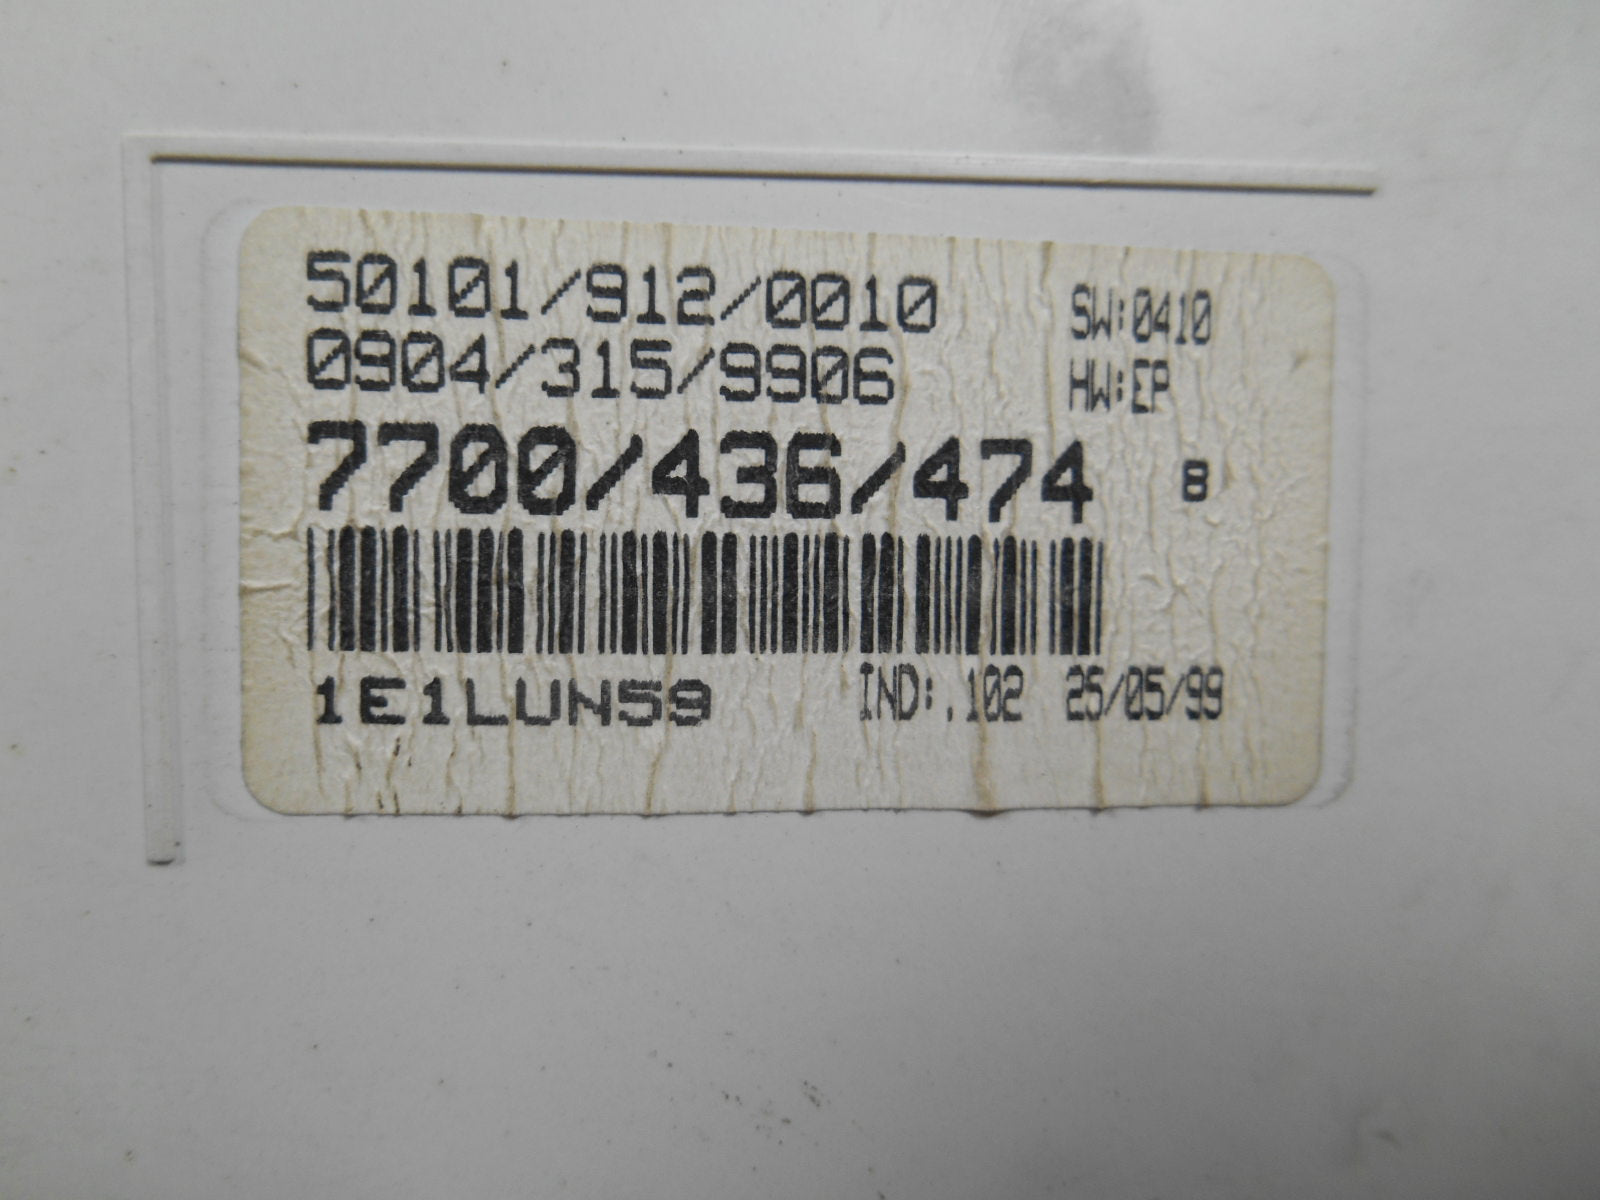 50101/912/0010 SW:0410
0904/315/9906 HW:EP
7700/436/474 8
1E1LUN59 IND:.102 25/05/99